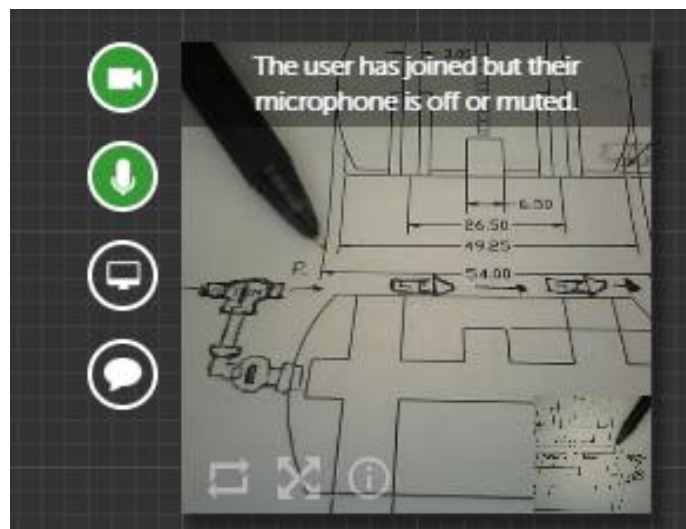 The user has joined but their
microphone is off or muted.
6.50
26.50
49.25
54.00